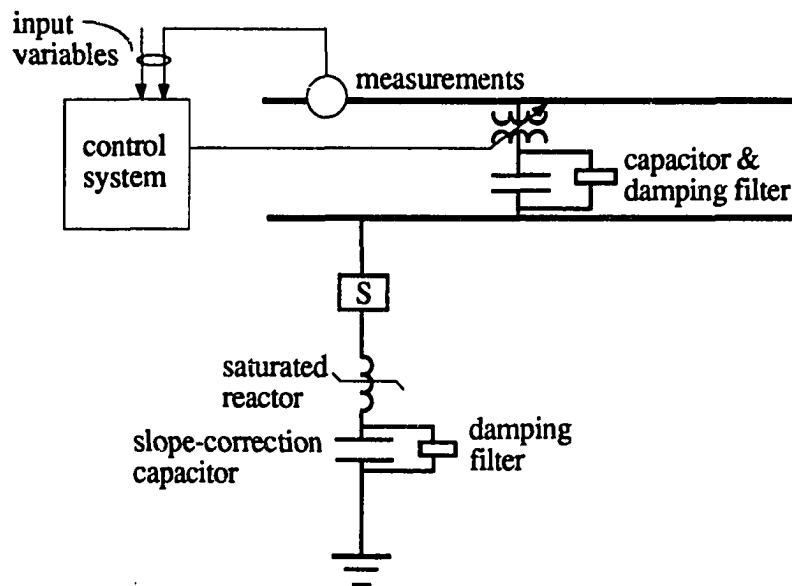 input
variables
measurements
control
system
capacitor &
damping filter
S
saturated
reactor
slope-correction
capacitor
damping
filter